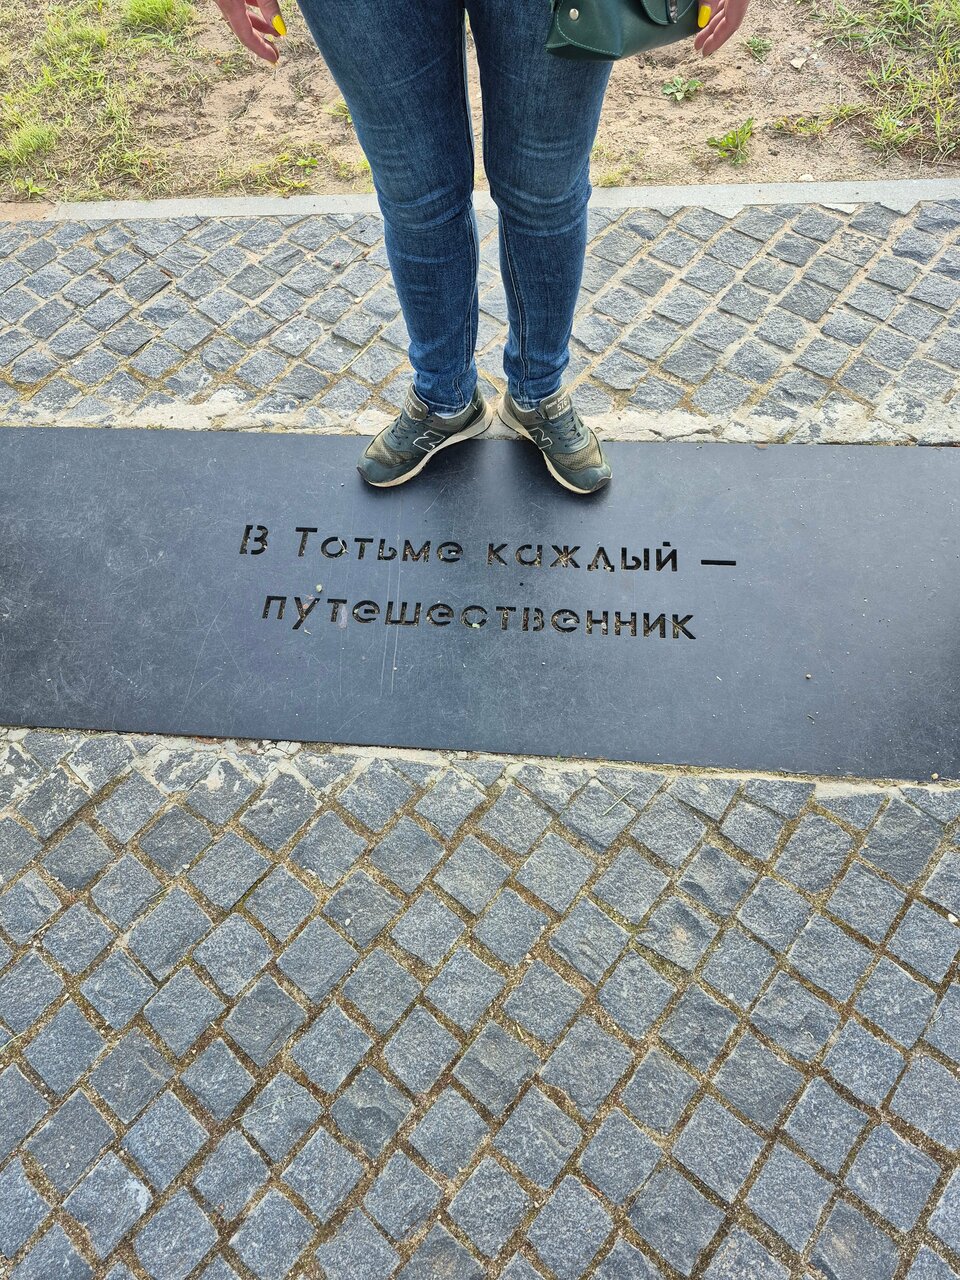 В Тотьме каждый —
путешественник
N
N